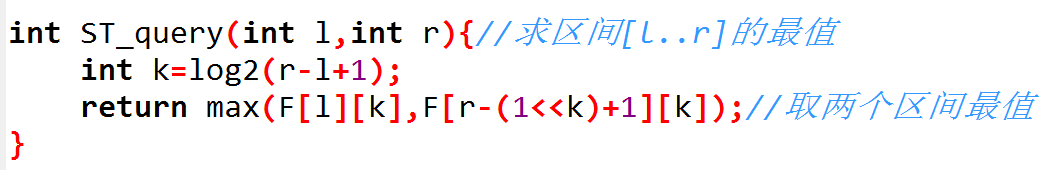 int ST_query(int l,int r){//求区间[l..r]的最值
    int k=log2(r-l+1);
    return max(F[l][k],F[r-(1<<k)+1][k]);//取两个区间最值
}